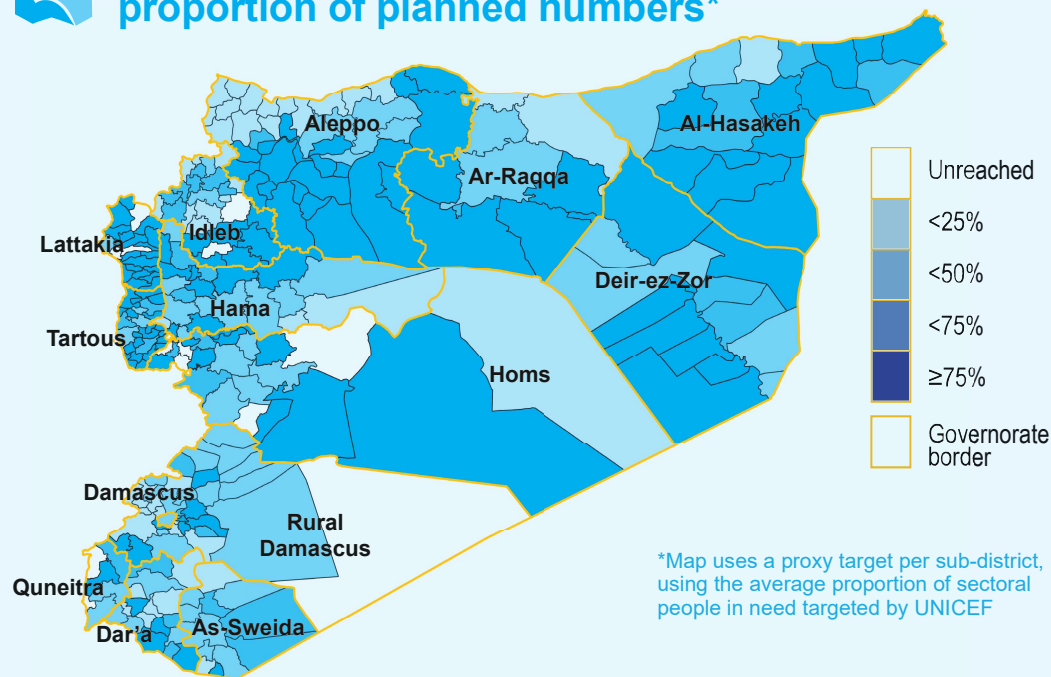 proportion of planned numbers*
Aleppo
Al-Hasakeh
Ar-Raqqa
Lattakia
Idleb
Deir-ez-Zor
Hama
Tartous
Homs
Damascus
Rural
Damascus
Quneitra
Dar'a
As-Sweida
Unreached
<25%
<50%
<75%
≥75%
Governorate
border
*Map uses a proxy target per sub-district,
using the average proportion of sectoral
people in need targeted by UNICEF